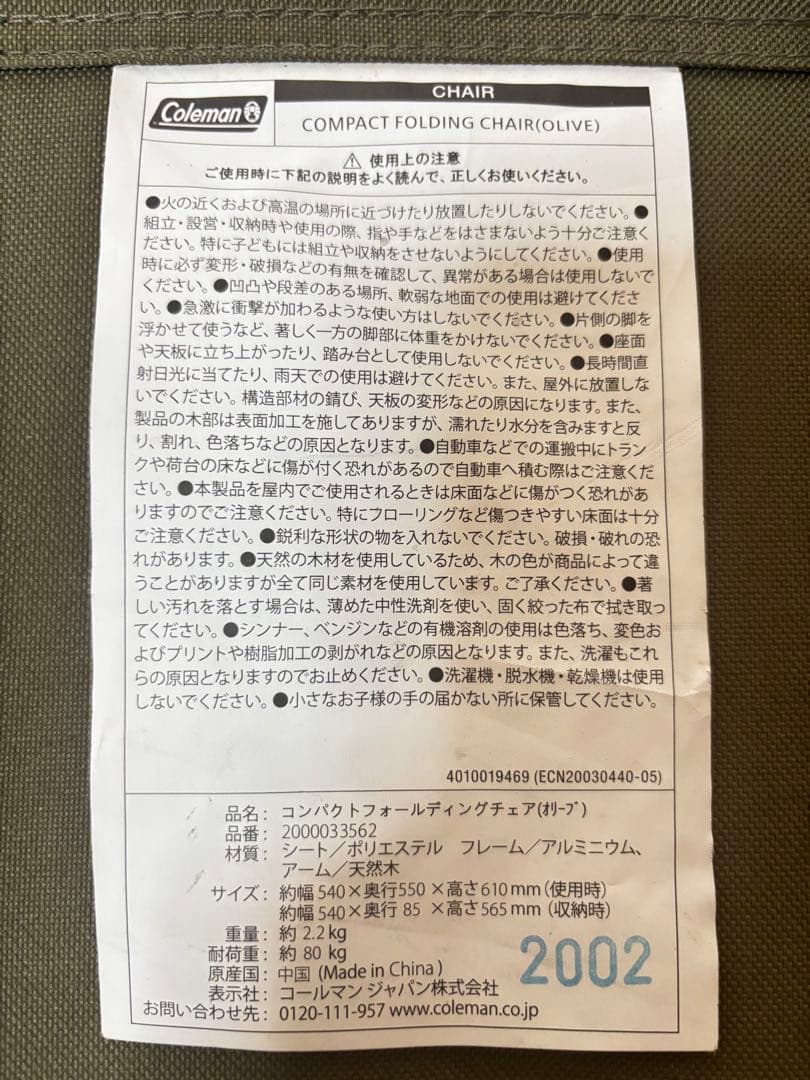 Coleman
CHAIR
COMPACT FOLDING CHAIR(OLIVE)
⚠ 使用上の注意
ご使用時に下記の説明をよく読んで、正しくお使いください。
●火の近くおよび高温の場所に近づけたり放置したりしないでください。●
組立・設営・収納時や使用の際、指や手などをはさまないよう十分ご注意く
ださい。特に子どもには組立や収納をさせないようにしてください。●使用
時に必ず変形・破損などの有無を確認して、異常がある場合は使用しないで
ください。●凹凸や段差のある場所、軟弱な地面での使用は避けてくださ
い。●急激に衝撃が加わるような使い方はしないでください。●片側の脚を
浮かせて使うなど、著しく一方の脚部に体重をかけないでください。●座面
や天板に立ち上がったり、踏み台として使用しないでください。●長時間直
射日光に当てたり、雨天での使用は避けてください。また、屋外に放置しな
いでください。構造部材の錆び、天板の変形などの原因になります。また、
製品の木部は表面加工を施してありますが、濡れたり水分を含みますと反
り、割れ、色落ちなどの原因となります。●自動車などでの運搬中にトラン
クや荷台の床などに傷が付く恐れがあるので自動車へ積む際はご注意くだ
さい。●本製品を屋内でご使用されるときは床面などに傷がつく恐れがあ
りますのでご注意ください。特にフローリングなど傷つきやすい床面は十分
ご注意ください。●鋭利な形状の物を入れないでください。破損・破れの恐
れがあります。●天然の木材を使用しているため、木の色が商品によって違
うことがありますが全て同じ素材を使用しています。ご了承ください。●著
しい汚れを落とす場合は、薄めた中性洗剤を使い、固く絞った布で拭き取っ
てください。●シンナー、ベンジンなどの有機溶剤の使用は色落ち、変色お
よびプリントや樹脂加工の剥がれなどの原因となります。また、洗濯もこれ
らの原因となりますのでお止めください。●洗濯機・脱水機・乾燥機は使用
しないでください。●小さなお子様の手の届かない所に保管してください。
4010019469 (ECN20030440-05)
品名: コンパクトフォールディングチェア(オリーブ)
品番: 2000033562
材質: シート／ポリエステル フレーム／アルミニウム、
アーム／天然木
サイズ: 約幅 540×奥行550×高さ610mm（使用時）
約幅 540×奥行 85 ×高さ565mm（収納時）
重量: 約 2.2kg
耐荷重: 約 80 kg
原産国: 中国 (Made in China)
表示社: コールマン ジャパン株式会社
お問い合わせ先: 0120-111-957 www.coleman.co.jp
2002